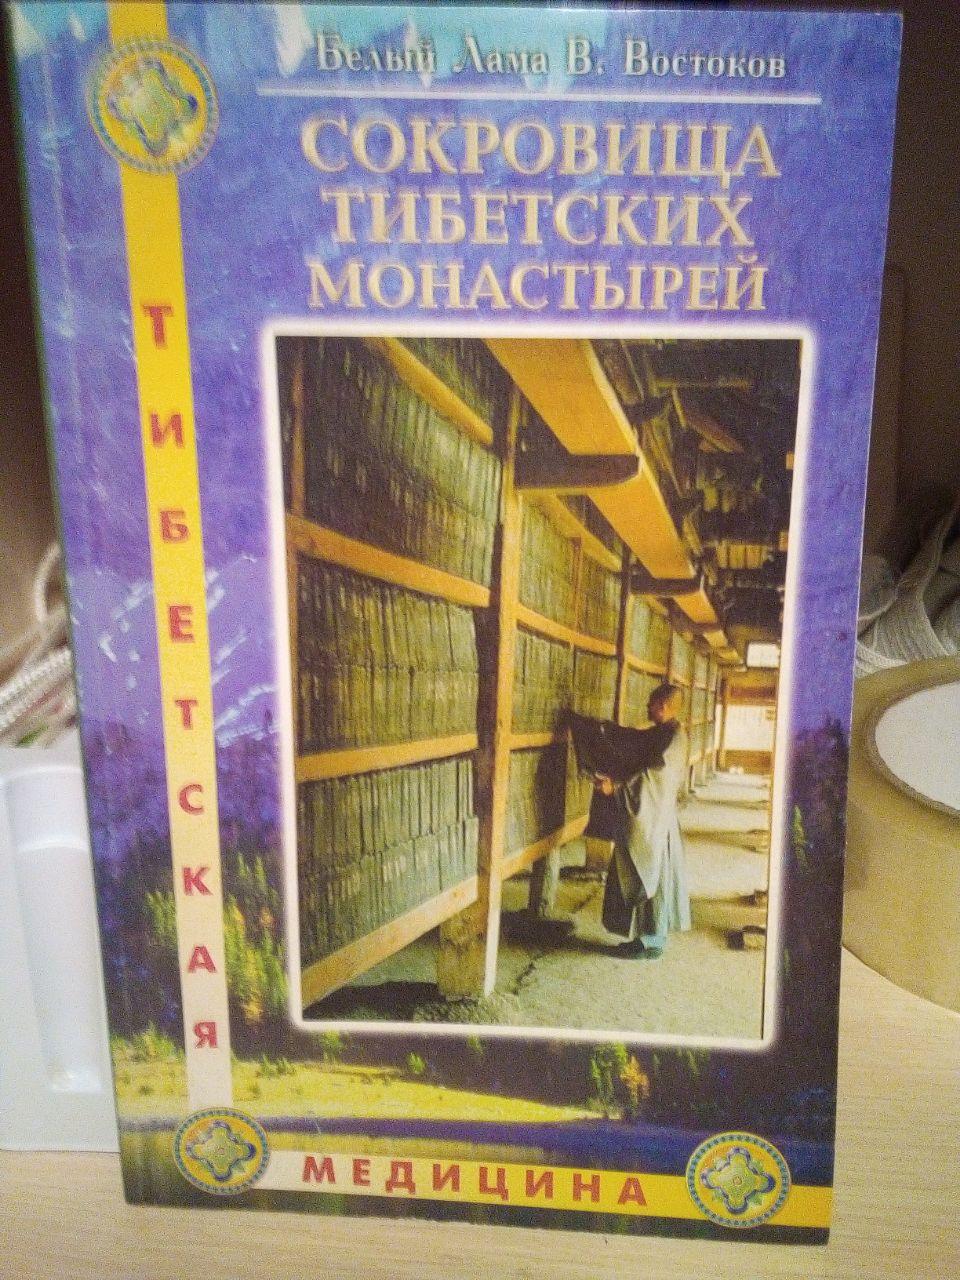 Белый Лама В. Востоков
СОКРОВИЩА
ТИБЕТСКИХ
МОНАСТЫРЕЙ
ТИБЕТСКАЯ
МЕДИЦИНА